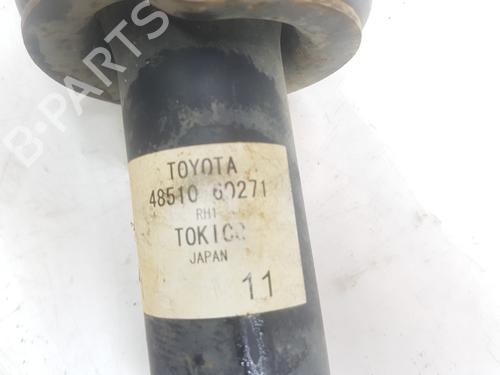 B-PARTS
TOYOTA
48510 60271
RH1
TOKICO
JAPAN
11